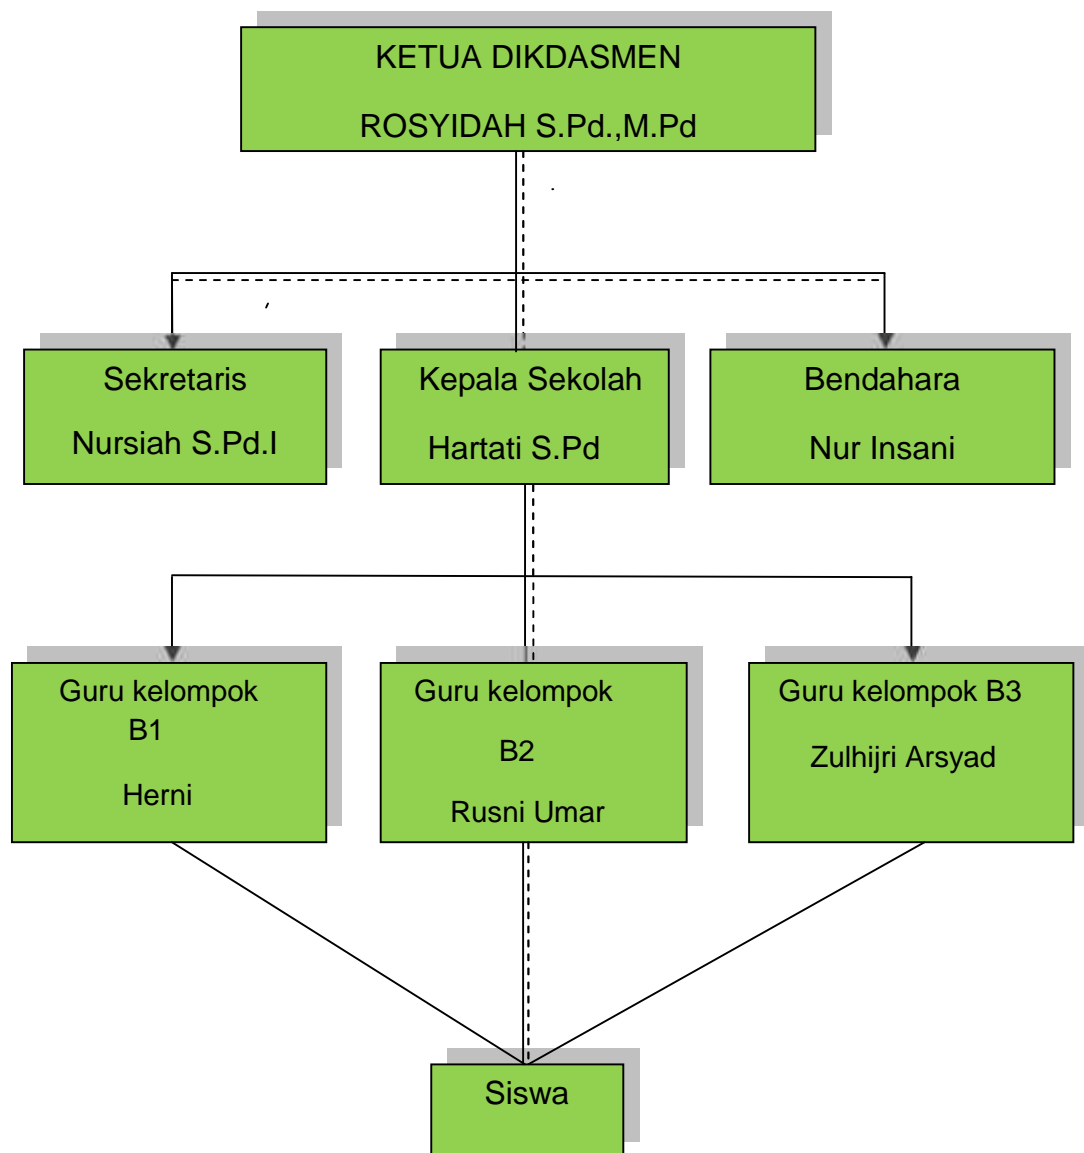 KETUA DIKDASMEN
ROSYIDAH S.Pd.,M.Pd
Sekretaris
Nursiah S.Pd.I
Kepala Sekolah
Hartati S.Pd
Bendahara
Nur Insani
Guru kelompok
B1
Herni
Guru kelompok
B2
Rusni Umar
Guru kelompok B3
Zulhijri Arsyad
Siswa